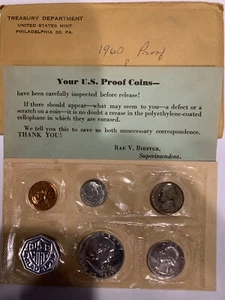 TREASURY DEPARTMENT
UNITED STATES MINT
PHILADELPHIA 30, PA.
1960 Proof
Your U.S. Proof Coins—
have been carefully inspected before release!
If there should appear—what may seem to you—a defect or a
scratch on a coin—it is no doubt a crease in the polyethylene-coated
cellophane in which they are encased.
We tell you this to save us both unnecessary correspondence,
THANK YOU!
RAE V. BIESTER,
Superintendent.